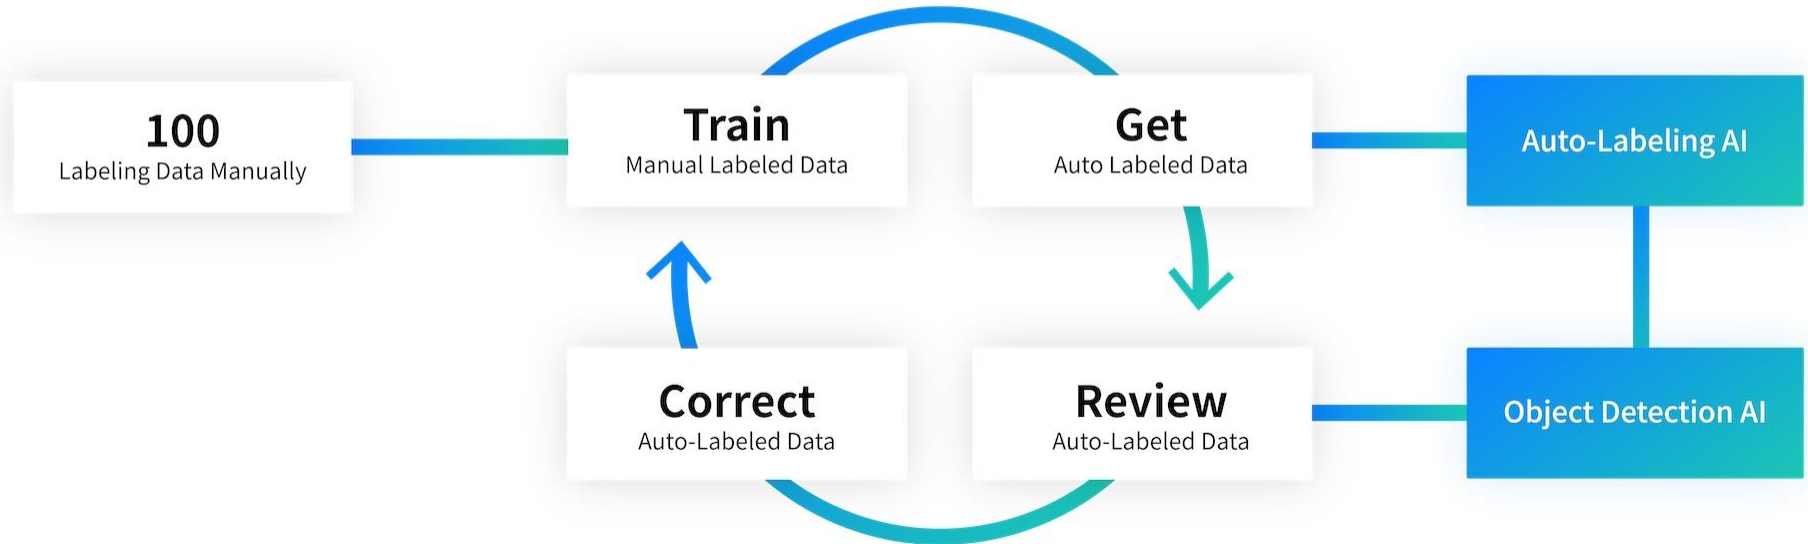 100
Labeling Data Manually
Train
Manual Labeled Data
Get
Auto Labeled Data
Auto-Labeling AI
Correct
Auto-Labeled Data
Review
Auto-Labeled Data
Object Detection AI